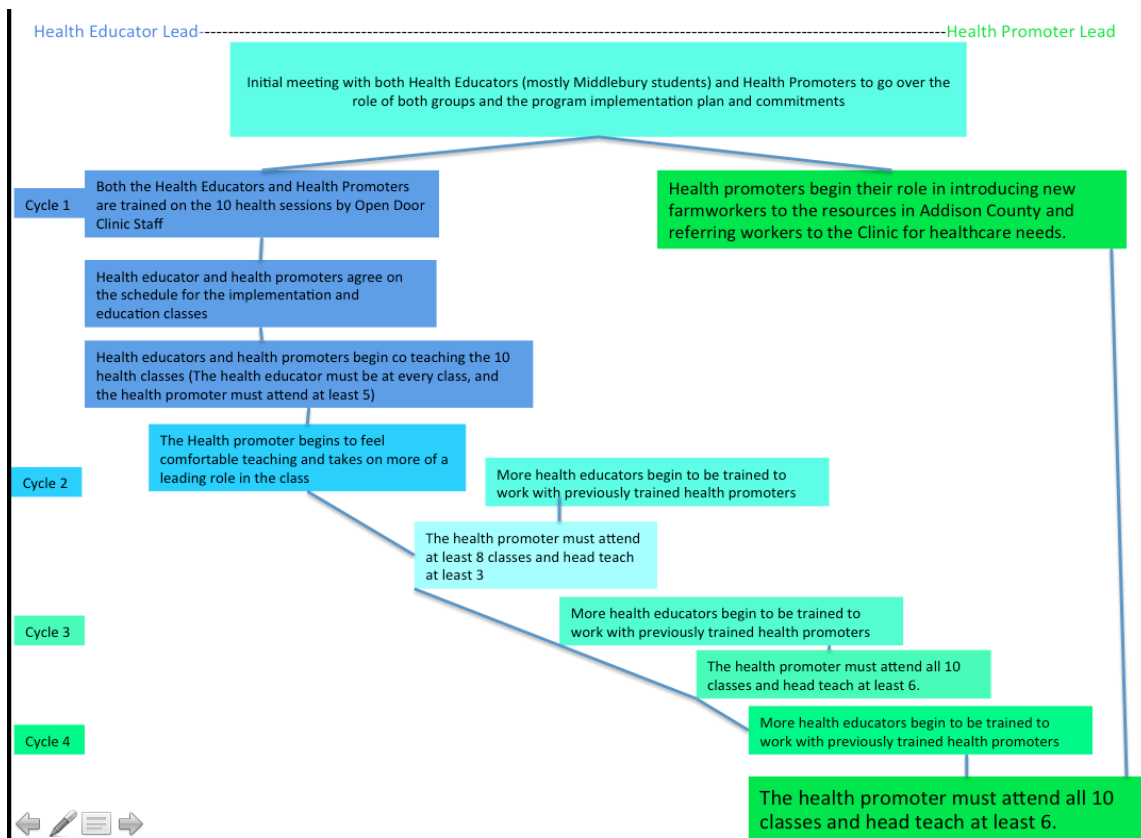 Health Educator Lead-----Health Promoter Lead
Initial meeting with both Health Educators (mostly Middlebury students) and Health Promoters to go over the
role of both groups and the program implementation plan and commitments
Cycle 1
Both the Health Educators and Health Promoters
are trained on the 10 health sessions by Open Door
Clinic Staff
Health promoters begin their role in introducing new
farmworkers to the resources in Addison County and
referring workers to the Clinic for healthcare needs.
Health educator and health promoters agree on
the schedule for the implementation and
education classes
Health educators and health promoters begin co teaching the 10
health classes (The health educator must be at every class, and
the health promoter must attend at least 5)
Cycle 2
The Health promoter begins to feel
comfortable teaching and takes on more of a
leading role in the class
More health educators begin to be trained to
work with previously trained health promoters
The health promoter must attend
at least 8 classes and head teach
at least 3
Cycle 3
More health educators begin to be trained to
work with previously trained health promoters
The health promoter must attend all 10
classes and head teach at least 6.
Cycle 4
More health educators begin to be trained to
work with previously trained health promoters
The health promoter must attend all 10
classes and head teach at least 6.